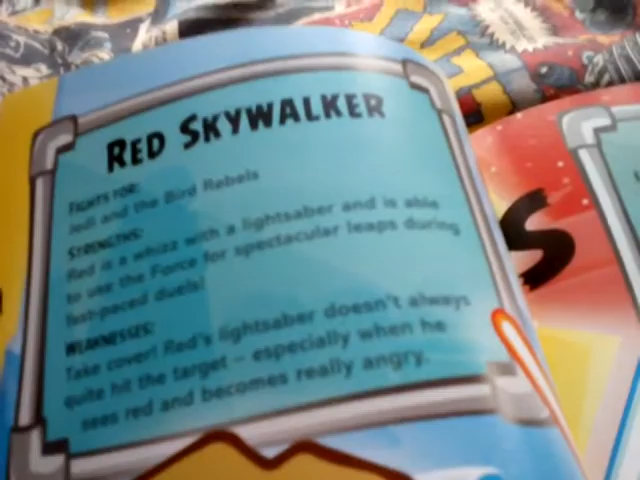 RED SKYWALKER
FIGHTS FOR:
Jedi and the Bird Rebels
STRENGTHS:
Red is a whizz with a lightsaber and is able
to use the Force for spectacular leaps during
fast-paced duels!
WEAKNESSES:
Take cover! Red's lightsaber doesn't always
quite hit the target – especially when he
sees red and becomes really angry.
S